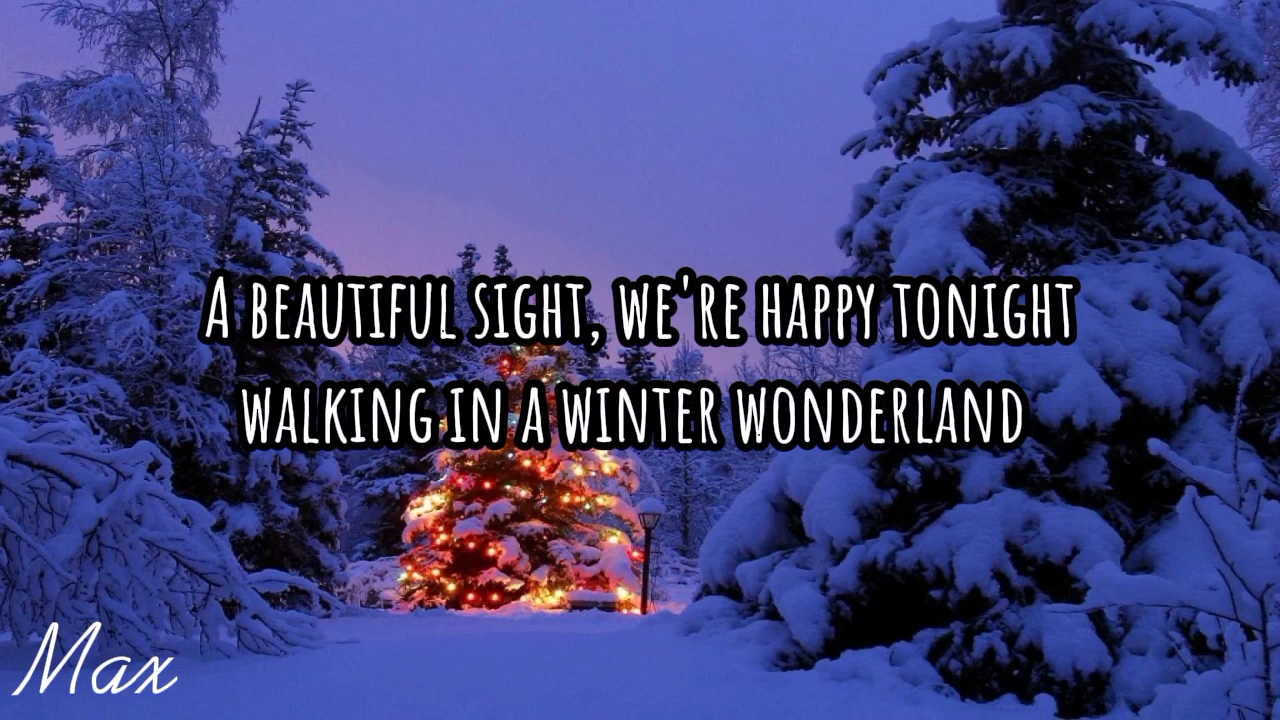 A BEAUTIFUL SIGHT, WE'RE HAPPY TONIGHT
WALKING IN A WINTER WONDERLAND
Max